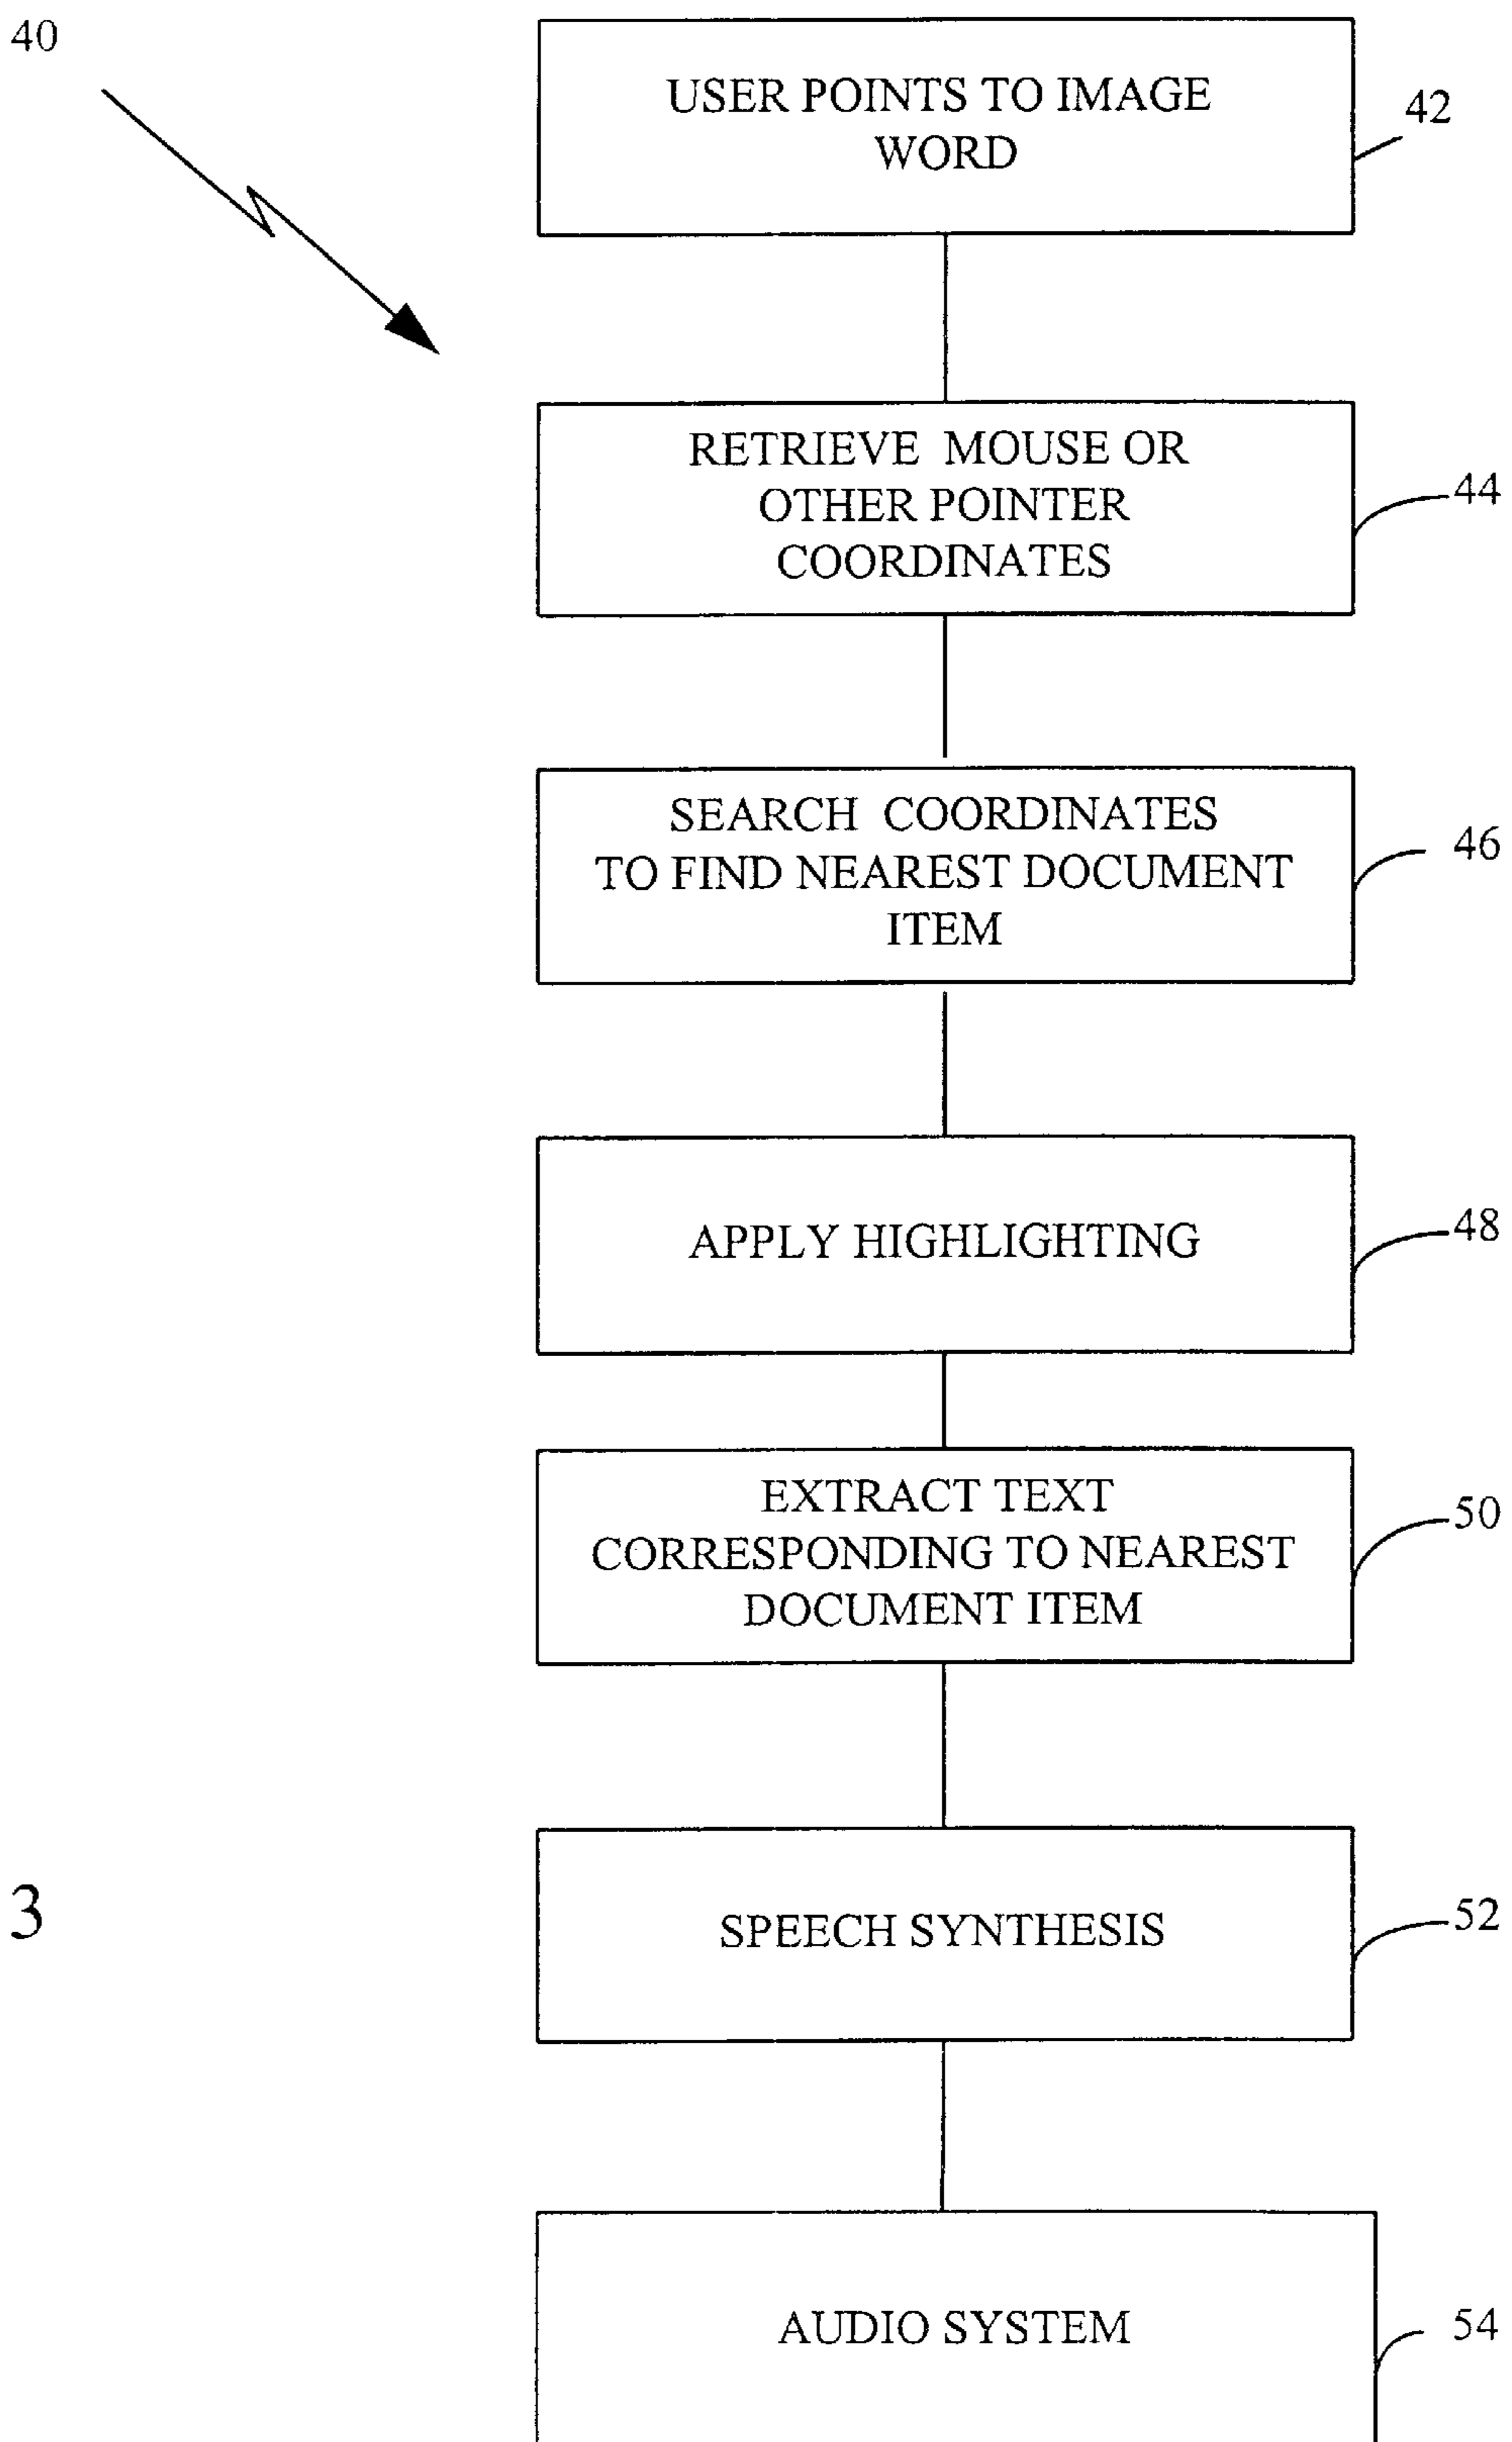 40
USER POINTS TO IMAGE
WORD
42
RETRIEVE MOUSE OR
OTHER POINTER
COORDINATES
44
SEARCH COORDINATES
TO FIND NEAREST DOCUMENT
ITEM
46
APPLY HIGHLIGHTING
48
EXTRACT TEXT
CORRESPONDING TO NEAREST
DOCUMENT ITEM
50
3
SPEECH SYNTHESIS
52
AUDIO SYSTEM
54